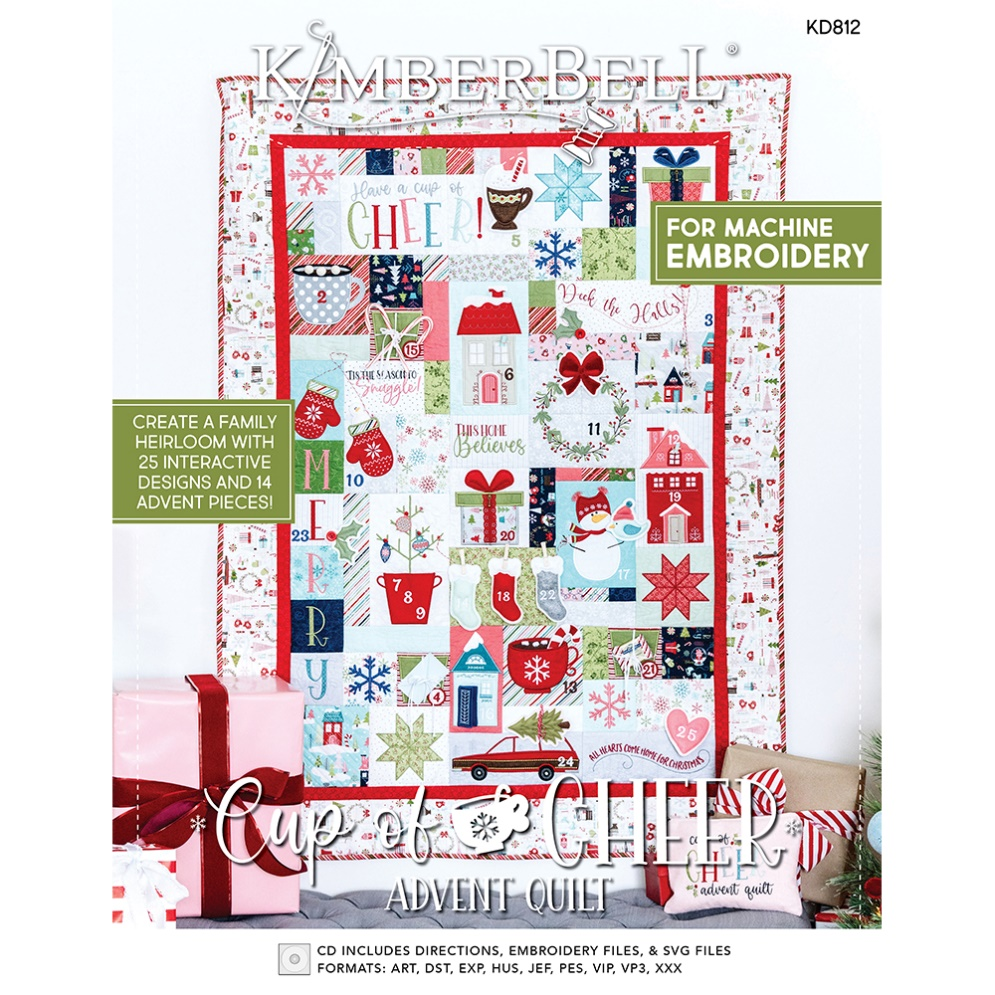 KD812
KIMBERBELL®
FOR MACHINE
EMBROIDERY
Have a cup of
CHEER!
5
2
Deck the Halls!
3
15
'TIS THE SEASON TO
Snuggle!
6
11
THIS HOME
Believes
12
CREATE A FAMILY
HEIRLOOM WITH
25 INTERACTIVE
DESIGNS AND 14
ADVENT PIECES!
MERRY
10
19
20
23
7
8
9
17
18
22
21
4
13
25
ALL HEARTS COME HOME FOR CHRISTMAS
24
Cup of CHEER
ADVENT QUILT
cup of
CHEER
advent quilt
CD INCLUDES DIRECTIONS, EMBROIDERY FILES, & SVG FILES
FORMATS: ART, DST, EXP, HUS, JEF, PES, VIP, VP3, XXX